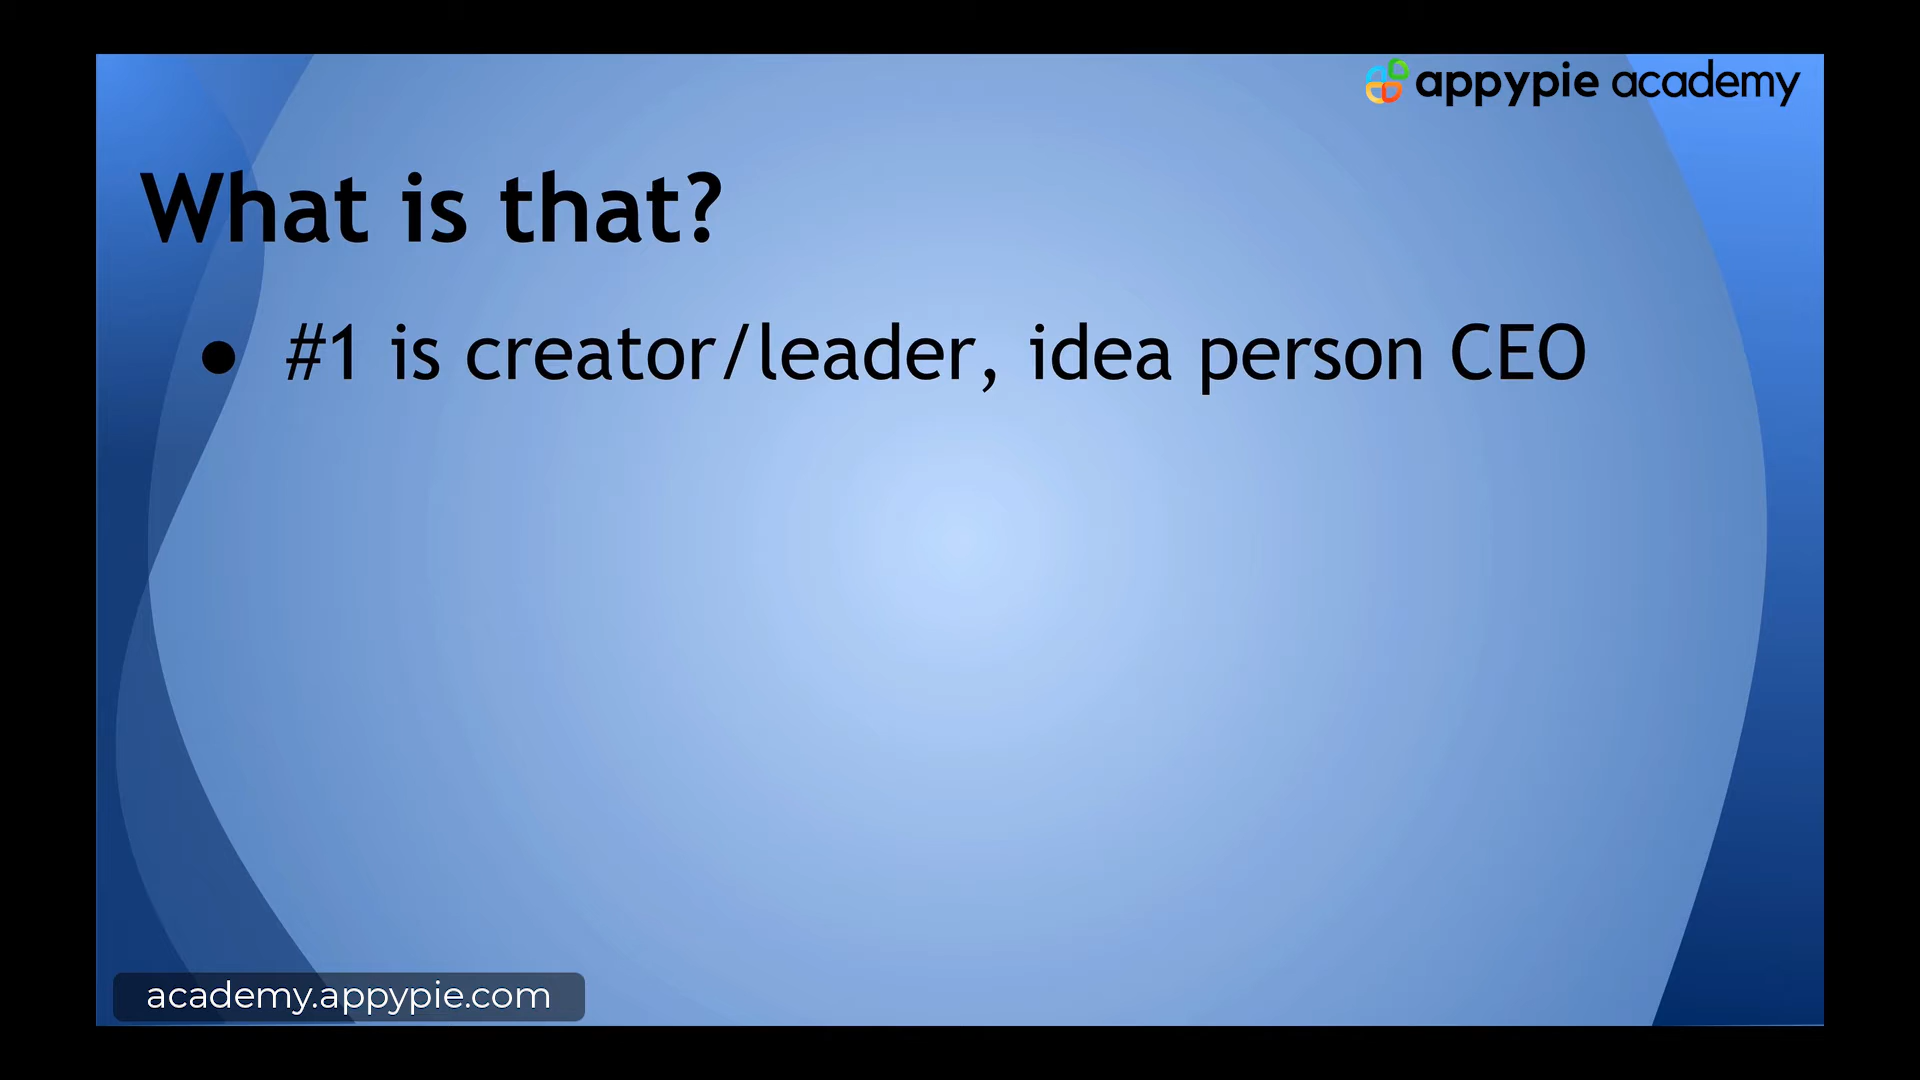 appypie academy
What is that?
● #1 is creator/leader, idea person CEO
academy.appypie.com